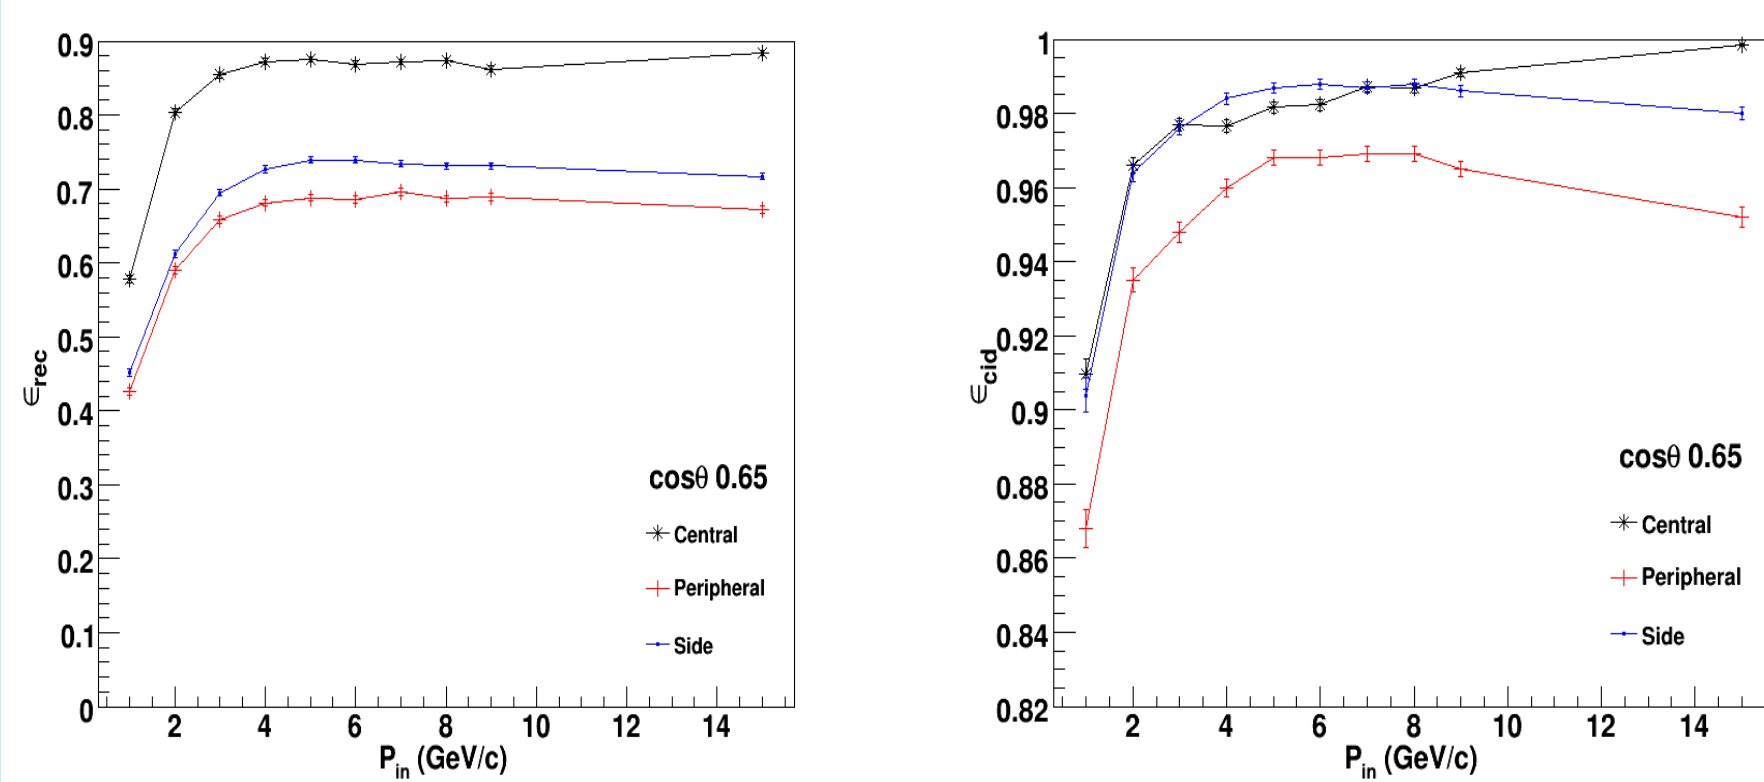 0.9
0.8
0.7
0.6
0.5
0.4
0.3
0.2
0.1
0
∈rec
cosθ 0.65
Central
Peripheral
Side
2 4 6 8 10 12 14
Pin (GeV/c)
1
0.98
0.96
0.94
0.92
0.9
0.88
0.86
0.84
0.82
∈cid
cosθ 0.65
Central
Peripheral
Side
2 4 6 8 10 12 14
Pin (GeV/c)